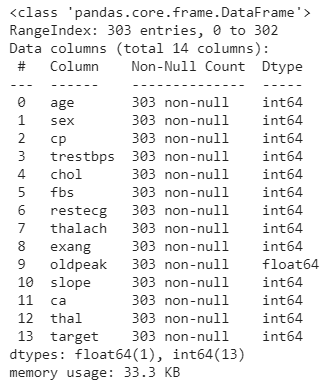 <class 'pandas.core.frame.DataFrame'>
RangeIndex: 303 entries, 0 to 302
Data columns (total 14 columns):
 #   Column    Non-Null Count  Dtype
---  ------    --------------  -----
 0   age       303 non-null    int64
 1   sex       303 non-null    int64
 2   cp        303 non-null    int64
 3   trestbps  303 non-null    int64
 4   chol      303 non-null    int64
 5   fbs       303 non-null    int64
 6   restecg   303 non-null    int64
 7   thalach   303 non-null    int64
 8   exang     303 non-null    int64
 9   oldpeak   303 non-null    float64
 10  slope     303 non-null    int64
 11  ca        303 non-null    int64
 12  thal      303 non-null    int64
 13  target    303 non-null    int64
dtypes: float64(1), int64(13)
memory usage: 33.3 KB